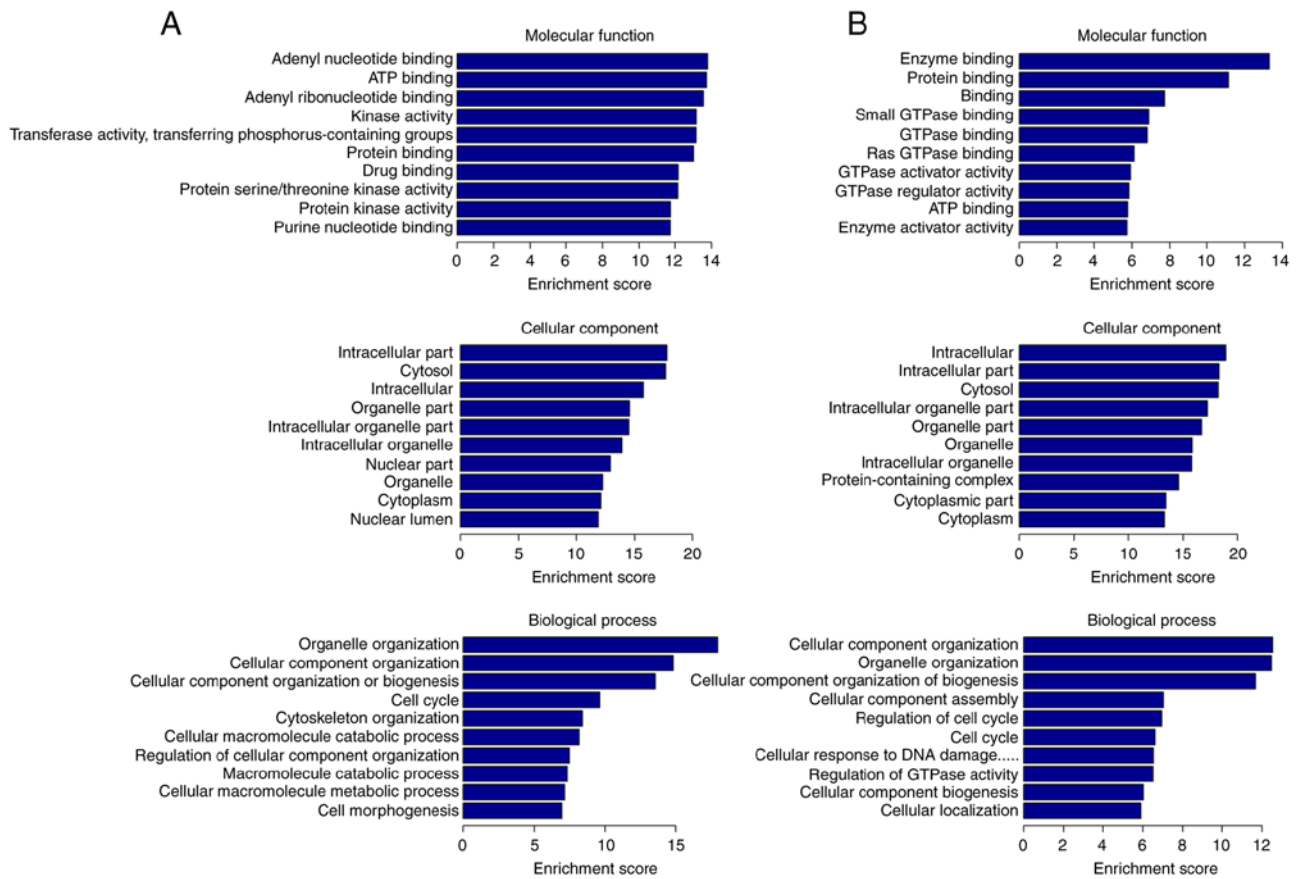 A
Molecular function
Adenyl nucleotide binding
ATP binding
Adenyl ribonucleotide binding
Kinase activity
Transferase activity, transferring phosphorus-containing groups
Protein binding
Drug binding
Protein serine/threonine kinase activity
Protein kinase activity
Purine nucleotide binding
0 2 4 6 8 10 12 14
Enrichment score
Cellular component
Intracellular part
Cytosol
Intracellular
Organelle part
Intracellular organelle part
Intracellular organelle
Nuclear part
Organelle
Cytoplasm
Nuclear lumen
0 5 10 15 20
Enrichment score
Biological process
Organelle organization
Cellular component organization
Cellular component organization or biogenesis
Cell cycle
Cytoskeleton organization
Cellular macromolecule catabolic process
Regulation of cellular component organization
Macromolecule catabolic process
Cellular macromolecule metabolic process
Cell morphogenesis
0 5 10 15
Enrichment score
B
Molecular function
Enzyme binding
Protein binding
Binding
Small GTPase binding
GTPase binding
Ras GTPase binding
GTPase activator activity
GTPase regulator activity
ATP binding
Enzyme activator activity
0 2 4 6 8 10 12 14
Enrichment score
Cellular component
Intracellular
Intracellular part
Cytosol
Intracellular organelle part
Organelle part
Organelle
Intracellular organelle
Protein-containing complex
Cytoplasmic part
Cytoplasm
0 5 10 15 20
Enrichment score
Biological process
Cellular component organization
Organelle organization
Cellular component organization of biogenesis
Cellular component assembly
Regulation of cell cycle
Cell cycle
Cellular response to DNA damage.....
Regulation of GTPase activity
Cellular component biogenesis
Cellular localization
0 2 4 6 8 10 12
Enrichment score